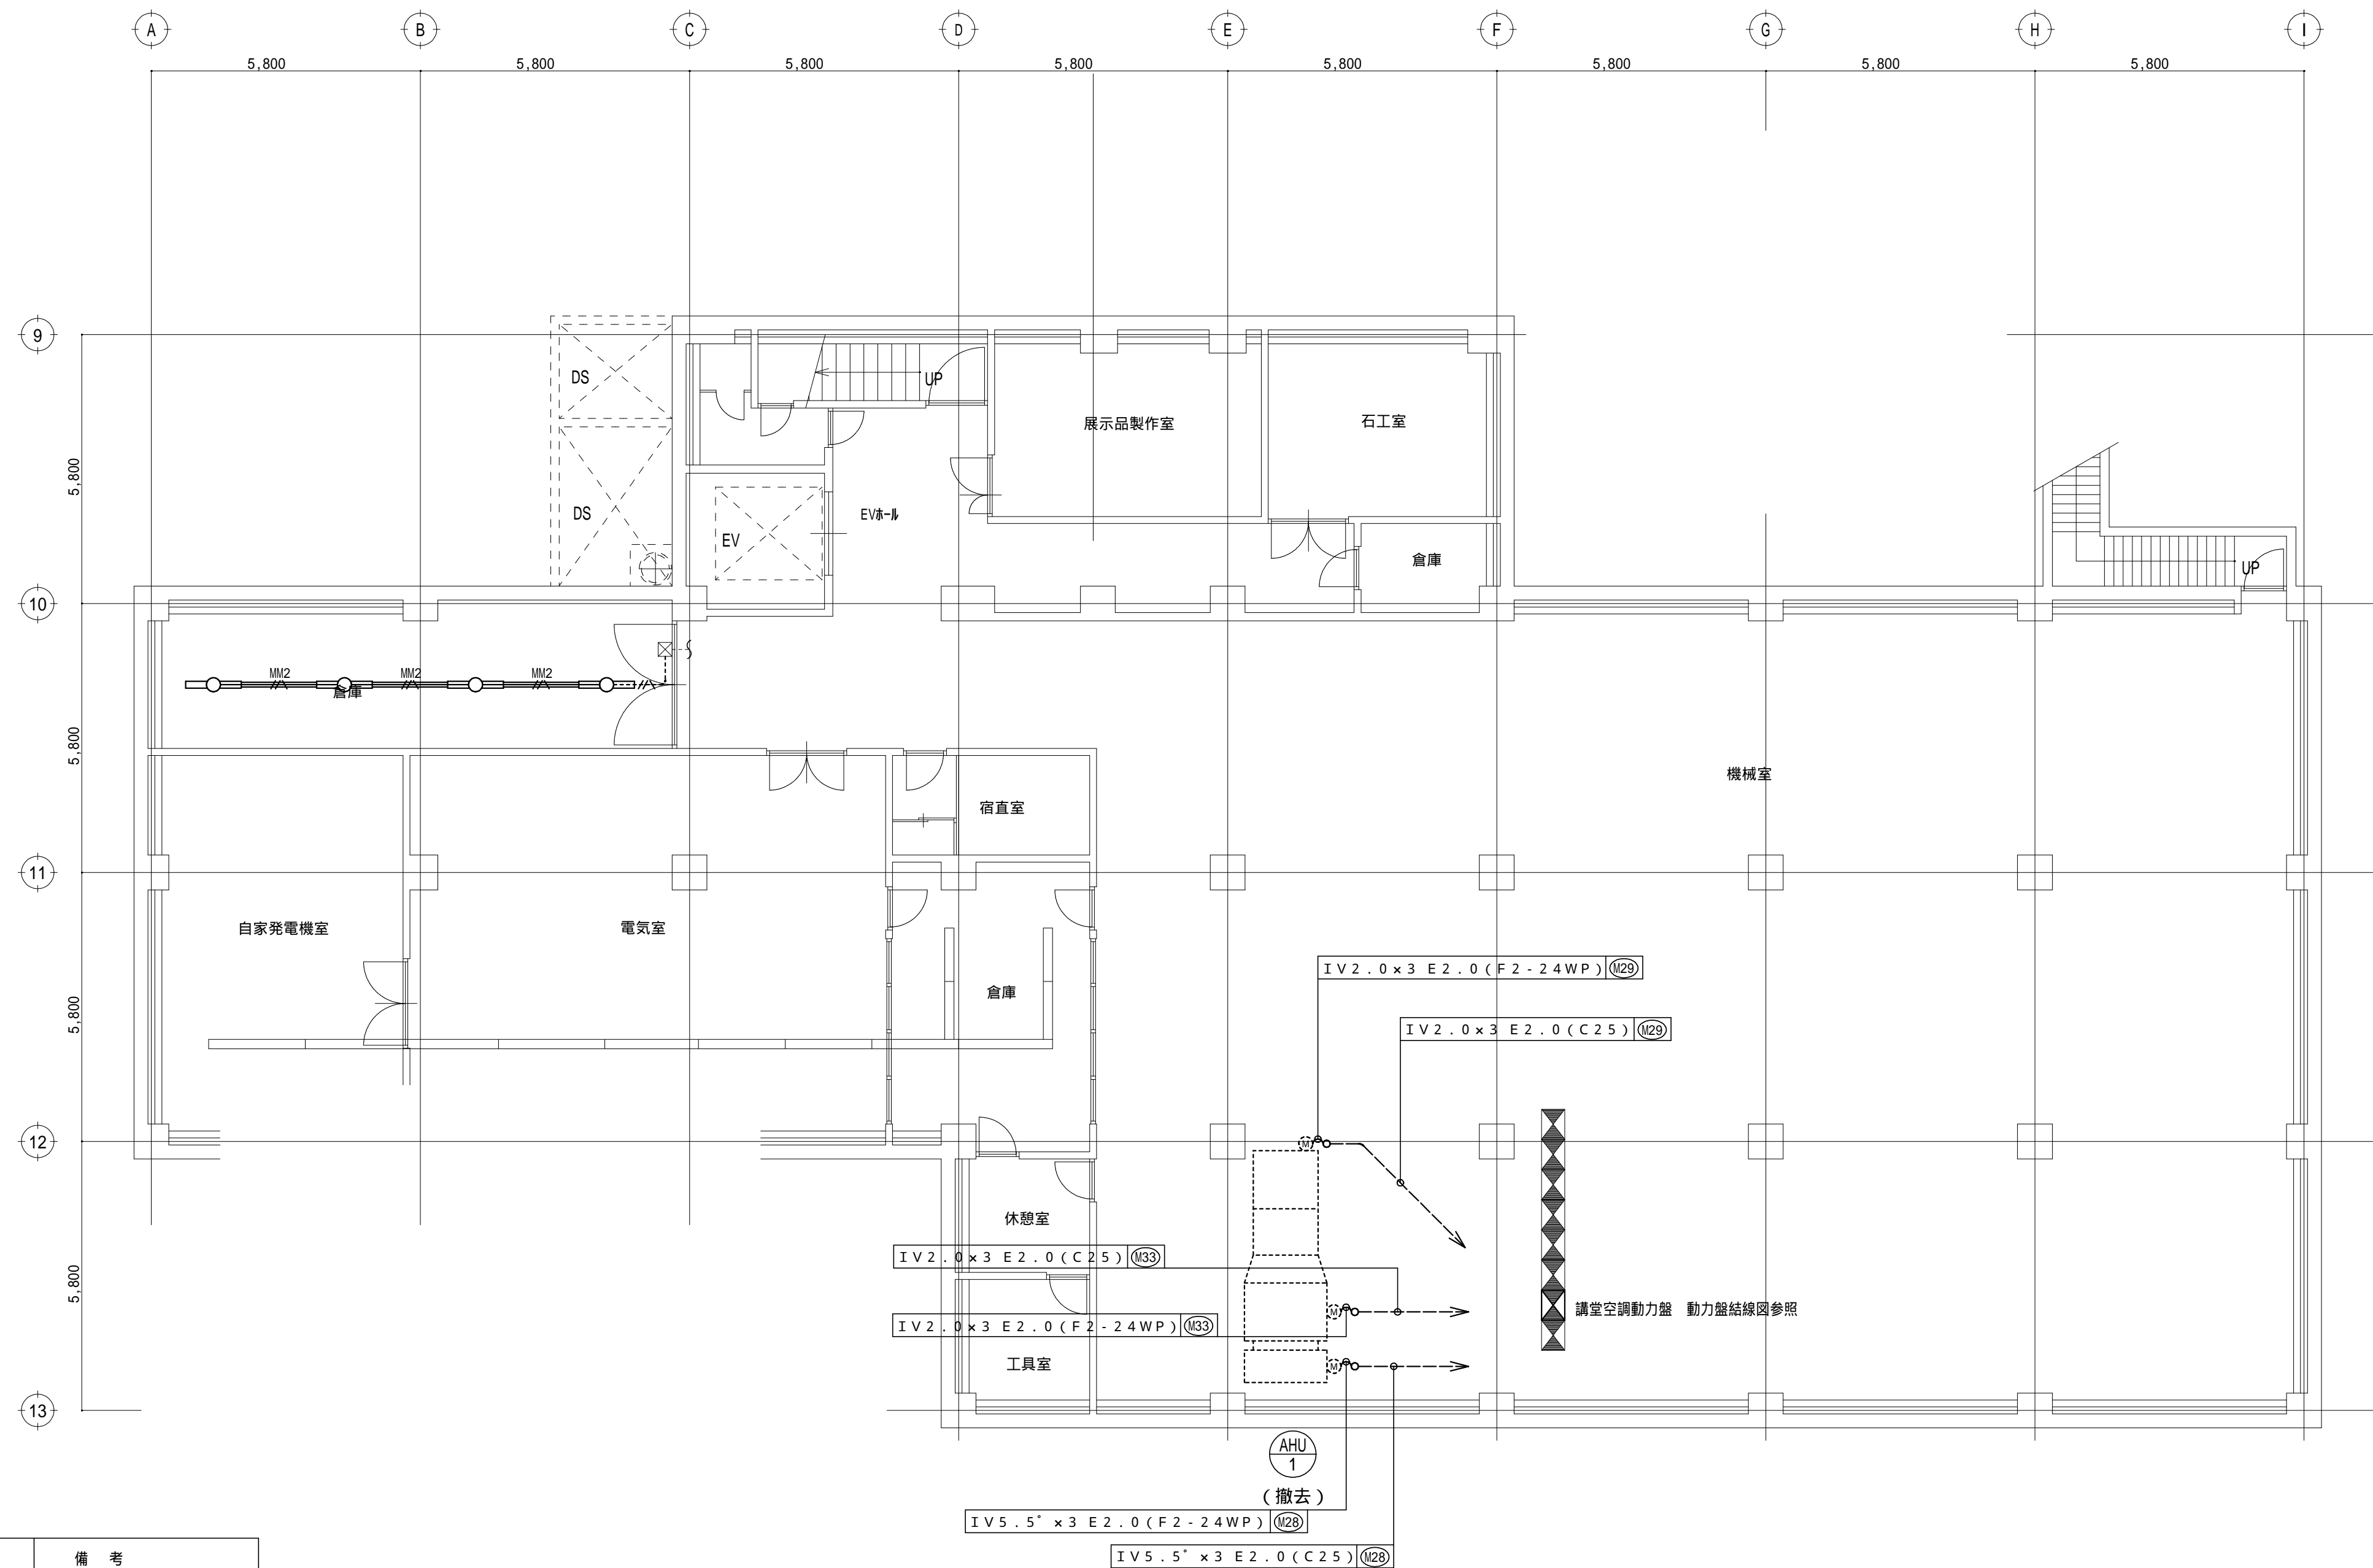 A B C D E F G H I
5,800 5,800 5,800 5,800 5,800 5,800 5,800 5,800
9
DS
UP
展示品製作室
石工室
5,800
DS
EVホール
EV
倉庫
UP
10
MM2 MM2 MM2
倉庫
5,800
機械室
宿直室
11
自家発電機室
電気室
IV2.0×3 E2.0(F2-24WP) M29
倉庫
5,800
IV2.0×3 E2.0(C25) M29
12
M
休憩室
IV2.0×3 E2.0(C25) M33
5,800
M
講堂空調動力盤 動力盤結線図参照
IV2.0×3 E2.0(F2-24WP) M33
工具室
M
13
AHU
1
(撤去)
IV5.5゜×3 E2.0(F2-24WP) M28
IV5.5゜×3 E2.0(C25) M28
備 考